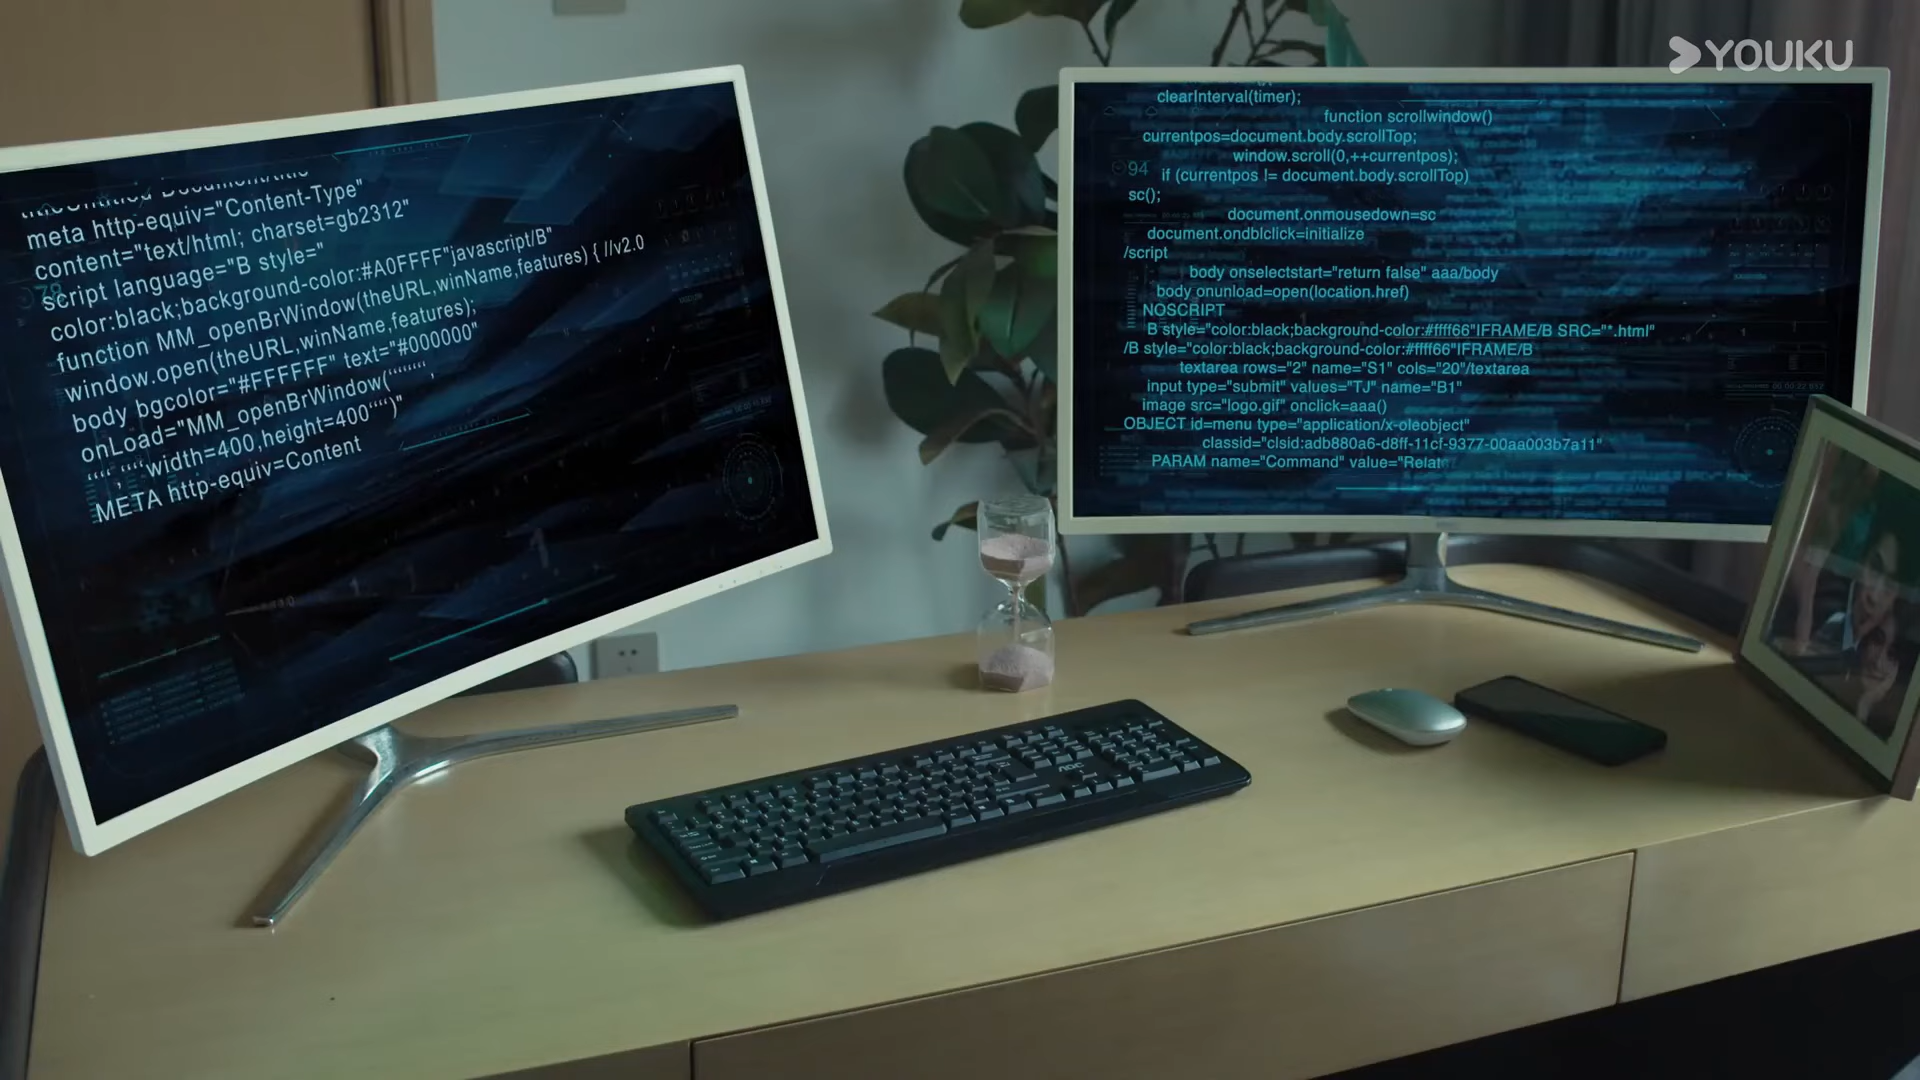 YOUKU
meta http-equiv="Content-Type"
content="text/html; charset=gb2312"
script language="B style="
color:black;background-color:#A0FFFF"javascript/B"
function MM_openBrWindow(theURL,winName,features) { //v2.0
window.open(theURL,winName,features);
body bgcolor="#FFFFFF" text="#000000"
onLoad="MM_openBrWindow('''''''',
'''',''''width=400,height=400'''')"
META http-equiv=Content
78
clearInterval(timer);
function scrollwindow()
currentpos=document.body.scrollTop;
window.scroll(0,++currentpos);
94
if (currentpos != document.body.scrollTop)
sc();
document.onmousedown=sc
document.ondblclick=initialize
/script
body onselectstart="return false" aaa/body
body onunload=open(location.href)
NOSCRIPT
B style="color:black;background-color:#ffff66"IFRAME/B SRC="*.html"
/B style="color:black;background-color:#ffff66"IFRAME/B
textarea rows="2" name="S1" cols="20"/textarea
input type="submit" values="TJ" name="B1"
image src="logo.gif" onclick=aaa()
OBJECT id=menu type="application/x-oleobject"
classid="clsid:adb880a6-d8ff-11cf-9377-00aa003b7a11"
PARAM name="Command" value="Relat
AOC